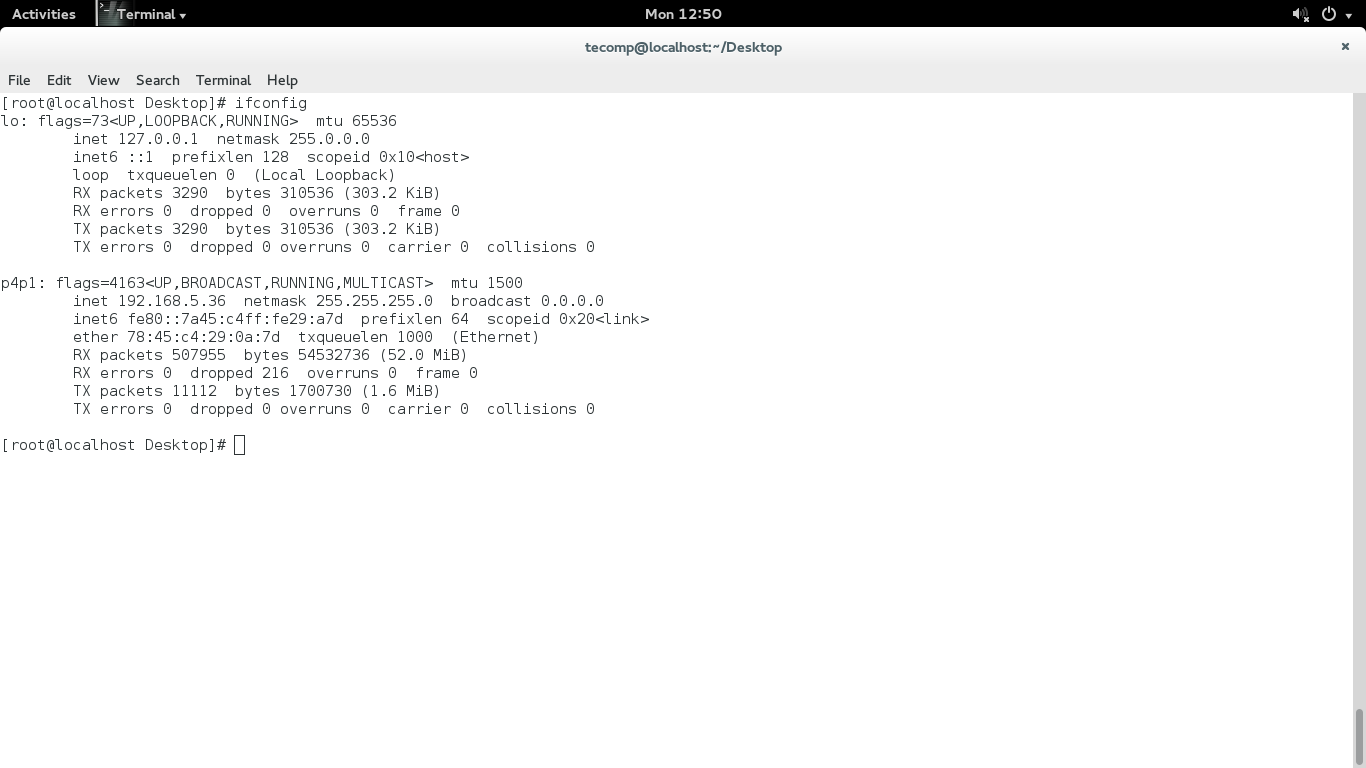 Activities Terminal Mon 12:50
tecomp@localhost:~/Desktop
File Edit View Search Terminal Help
[root@localhost Desktop]# ifconfig
lo: flags=73<UP,LOOPBACK,RUNNING>  mtu 65536
        inet 127.0.0.1  netmask 255.0.0.0
        inet6 ::1  prefixlen 128  scopeid 0x10<host>
        loop  txqueuelen 0  (Local Loopback)
        RX packets 3290  bytes 310536 (303.2 KiB)
        RX errors 0  dropped 0  overruns 0  frame 0
        TX packets 3290  bytes 310536 (303.2 KiB)
        TX errors 0  dropped 0 overruns 0  carrier 0  collisions 0

p4p1: flags=4163<UP,BROADCAST,RUNNING,MULTICAST>  mtu 1500
        inet 192.168.5.36  netmask 255.255.255.0  broadcast 0.0.0.0
        inet6 fe80::7a45:c4ff:fe29:a7d  prefixlen 64  scopeid 0x20<link>
        ether 78:45:c4:29:0a:7d  txqueuelen 1000  (Ethernet)
        RX packets 507955  bytes 54532736 (52.0 MiB)
        RX errors 0  dropped 216  overruns 0  frame 0
        TX packets 11112  bytes 1700730 (1.6 MiB)
        TX errors 0  dropped 0 overruns 0  carrier 0  collisions 0

[root@localhost Desktop]#